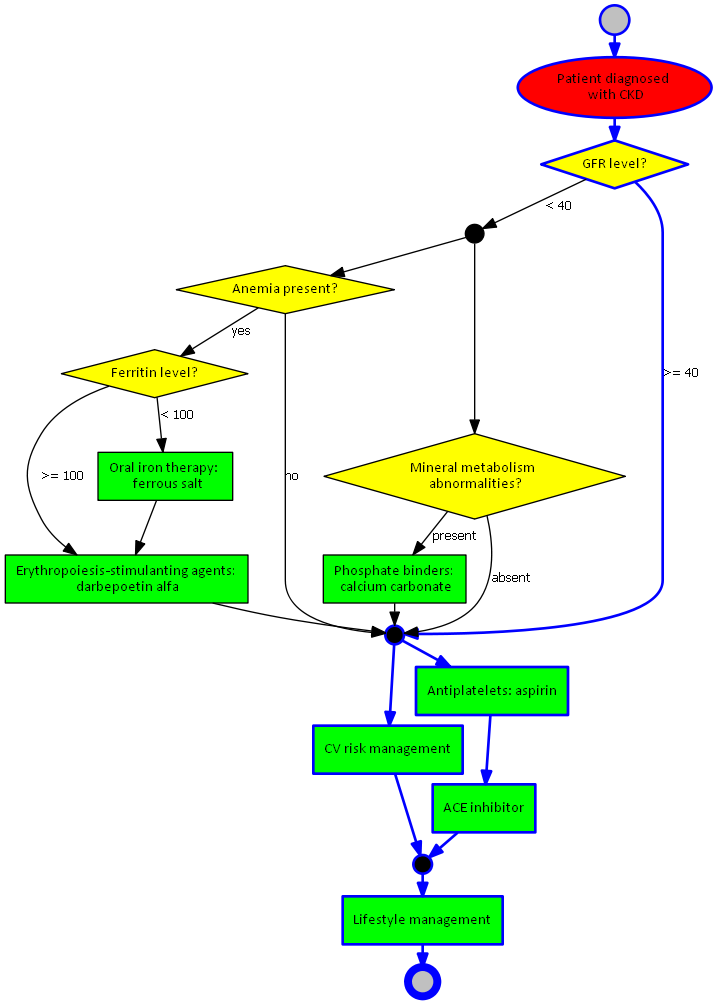 Patient diagnosed
with CKD
GFR level?
< 40
Anemia present?
yes
Ferritin level?
>= 40
< 100
Oral iron therapy:
ferrous salt
>= 100
no
Mineral metabolism
abnormalities?
present
Erythropoiesis-stimulanting agents:
darbepoetin alfa
Phosphate binders:
calcium carbonate
absent
Antiplatelets: aspirin
CV risk management
ACE inhibitor
Lifestyle management